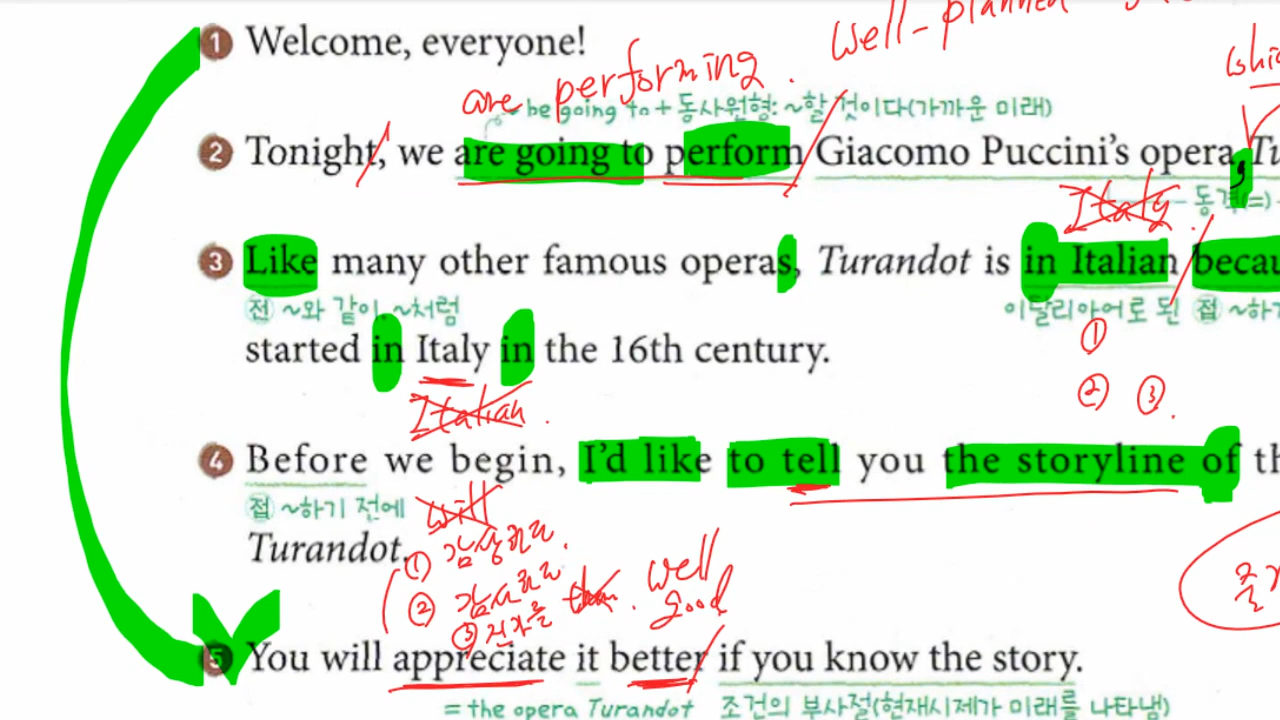 well-planned
① Welcome, everyone!
are performing.
be going to + 동사원형: ~할 것이다(가까운 미래)
② Tonight, we are going to perform Giacomo Puccini's opera, Tu
Italy
동격(=)
③ Like many other famous operas, Turandot is in Italian becau
전 ~와 같이, ~처럼
이탈리아어로 된 접 ~하기
started in Italy in the 16th century.
①
② ③
Italian.
④ Before we begin, I'd like to tell you the storyline of th
접 ~하기 전에
will
Turandot.
① 감상하다.
② 감사하다 than. well
good
③ 진가를
⑤ You will appreciate it better if you know the story.
= the opera Turandot 조건의 부사절(현재시제가 미래를 나타냄)